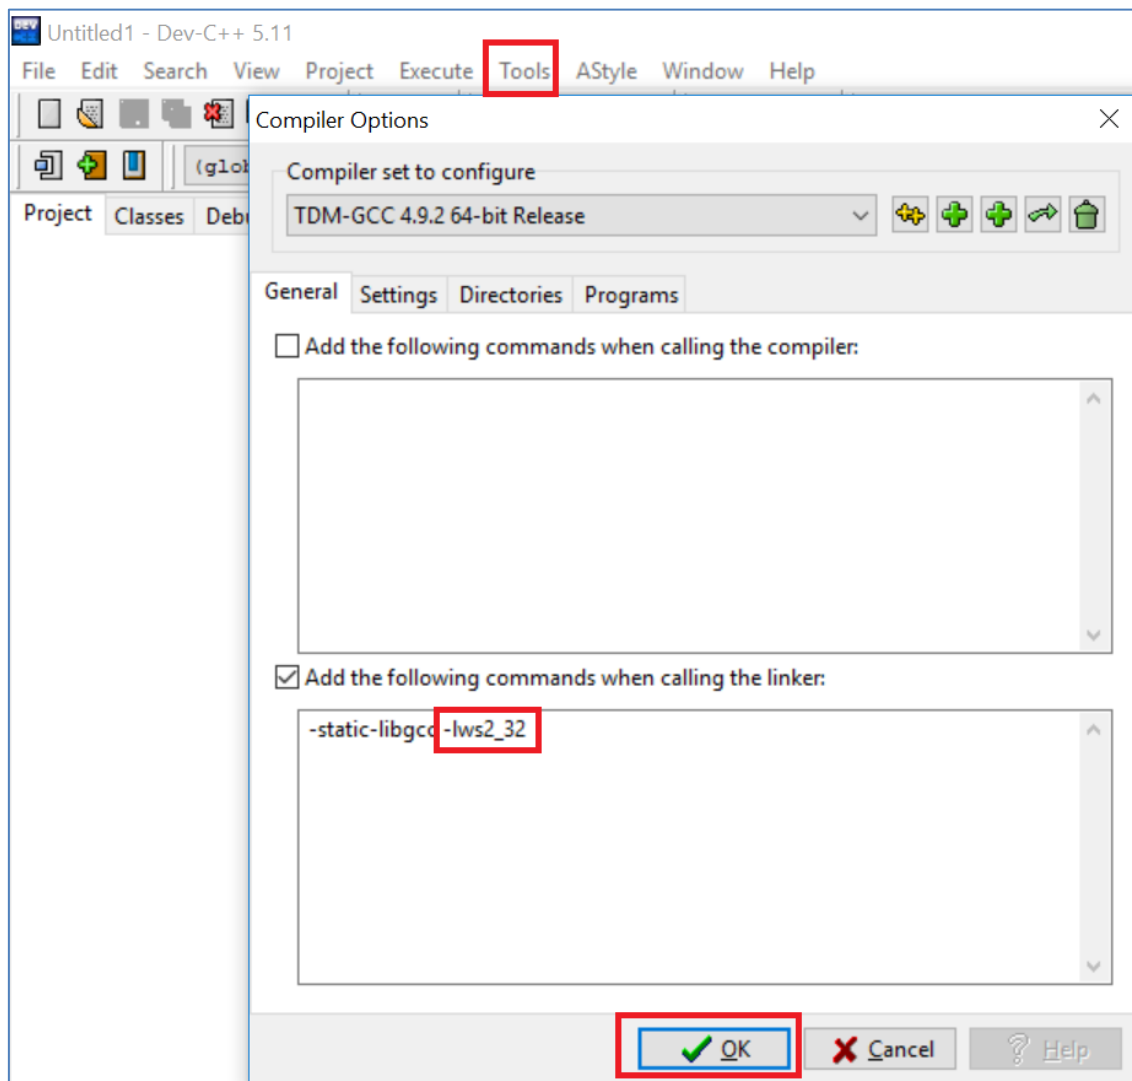 Untitled1 - Dev-C++ 5.11
File Edit Search View Project Execute Tools AStyle Window Help
Compiler Options
Compiler set to configure
(glob
TDM-GCC 4.9.2 64-bit Release
Project Classes Debu
General Settings Directories Programs
Add the following commands when calling the compiler:
Add the following commands when calling the linker:
-static-libgcc -lws2_32
OK Cancel Help